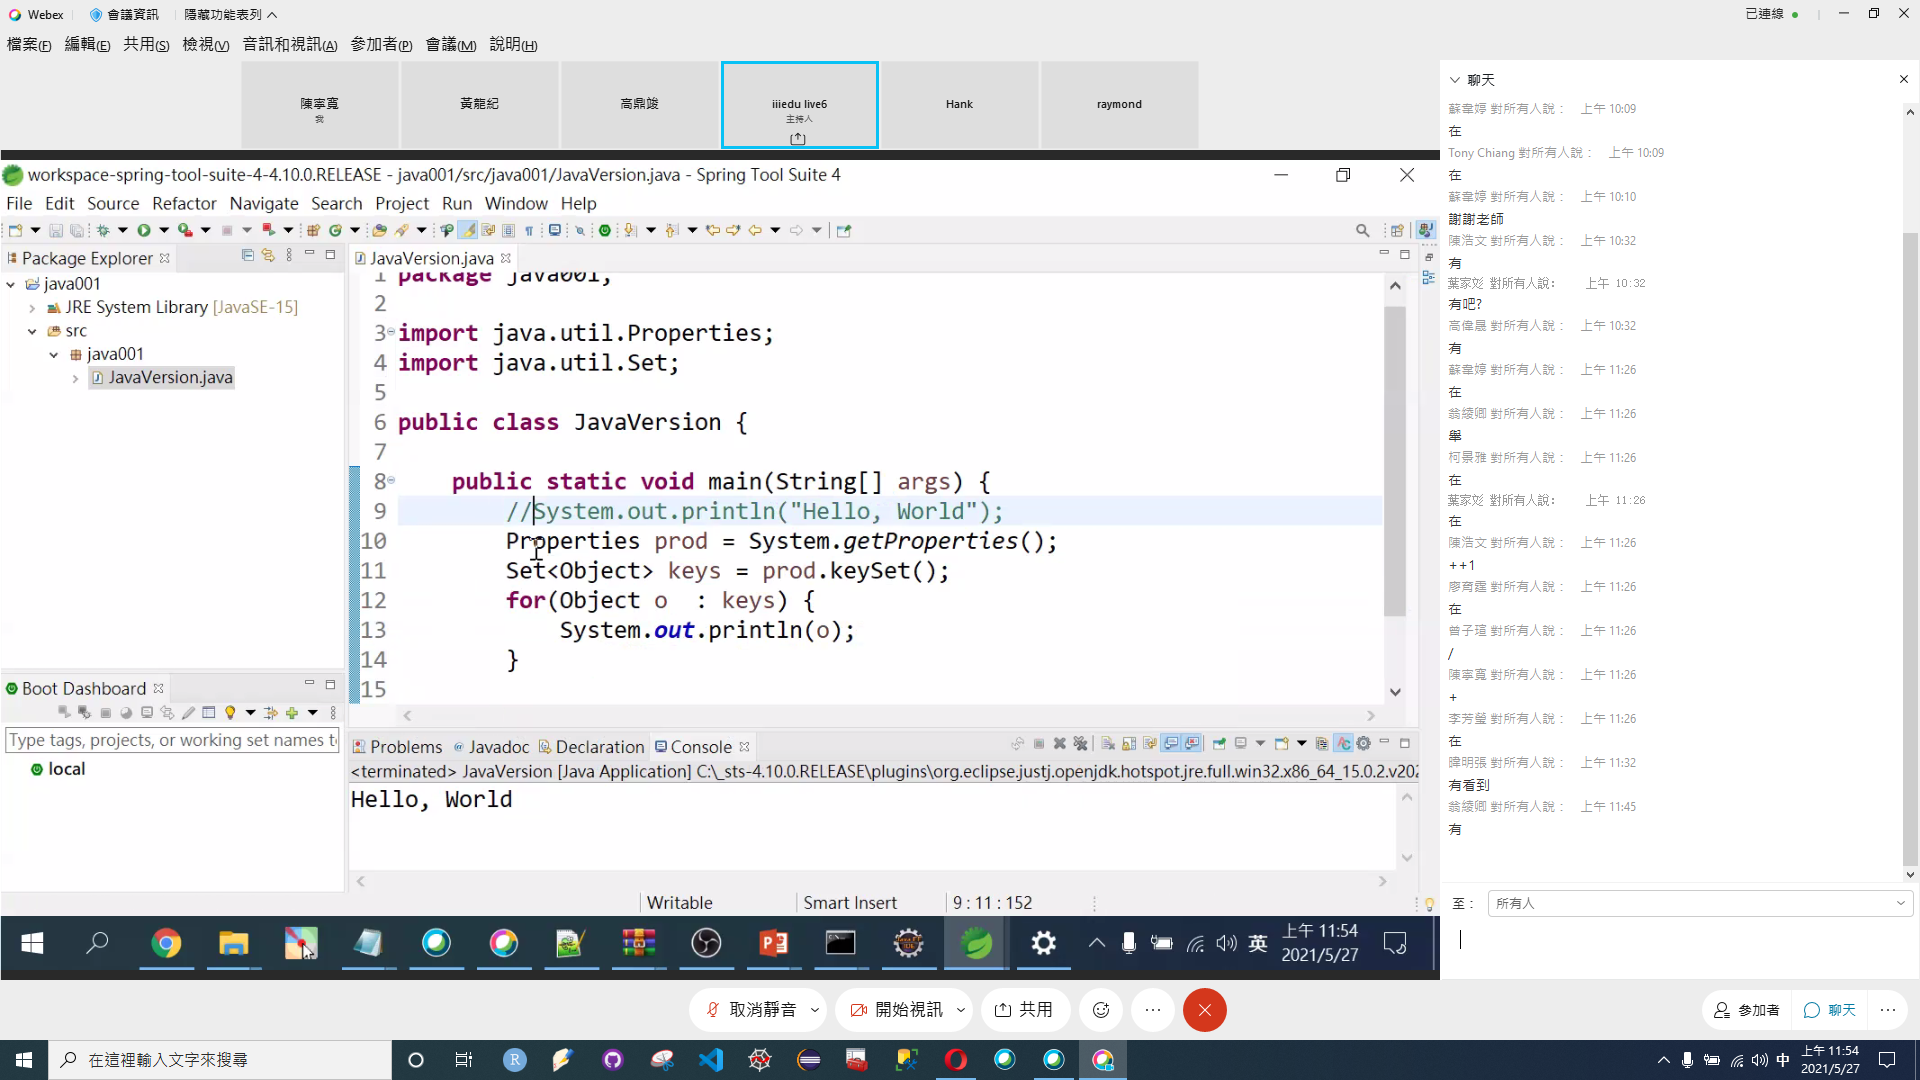 Webex 會議資訊 隱藏功能表列 已連線
檔案(F) 編輯(E) 共用(S) 檢視(V) 音訊和視訊(A) 參加者(P) 會議(M) 說明(H)
陳寧寬
我
黃龍紀
高鼎竣
iiiedu live6
主持人
Hank
raymond
workspace-spring-tool-suite-4-4.10.0.RELEASE - java001/src/java001/JavaVersion.java - Spring Tool Suite 4
File Edit Source Refactor Navigate Search Project Run Window Help
Package Explorer
java001
JRE System Library [JavaSE-15]
src
java001
JavaVersion.java
Boot Dashboard
Type tags, projects, or working set names t
local
JavaVersion.java
1 package java001;
2
3 import java.util.Properties;
4 import java.util.Set;
5
6 public class JavaVersion {
7
8 public static void main(String[] args) {
9 //System.out.println("Hello, World");
10 Properties prod = System.getProperties();
11 Set<Object> keys = prod.keySet();
12 for(Object o  : keys) {
13 System.out.println(o);
14 }
15
Problems Javadoc Declaration Console
<terminated> JavaVersion [Java Application] C:\_sts-4.10.0.RELEASE\plugins\org.eclipse.justj.openjdk.hotspot.jre.full.win32.x86_64_15.0.2.v202
Hello, World
Writable Smart Insert 9 : 11 : 152
英 上午 11:54
2021/5/27
聊天
蘇韋婷 對所有人說： 上午 10:09
在
Tony Chiang 對所有人說： 上午 10:09
在
蘇韋婷 對所有人說： 上午 10:10
謝謝老師
陳浩文 對所有人說： 上午 10:32
有
葉家彣 對所有人說： 上午 10:32
有吧?
高偉晨 對所有人說： 上午 10:32
有
蘇韋婷 對所有人說： 上午 11:26
在
翁綾卿 對所有人說： 上午 11:26
舉
柯景雅 對所有人說： 上午 11:26
在
葉家彣 對所有人說： 上午 11:26
在
陳浩文 對所有人說： 上午 11:26
++1
廖育霆 對所有人說： 上午 11:26
在
曾子瑄 對所有人說： 上午 11:26
/
陳寧寬 對所有人說： 上午 11:26
+
李芳瑩 對所有人說： 上午 11:26
在
暐明張 對所有人說： 上午 11:32
有看到
翁綾卿 對所有人說： 上午 11:45
有
至： 所有人
取消靜音 開始視訊 共用 參加者 聊天
在這裡輸入文字來搜尋
中 上午 11:54
2021/5/27